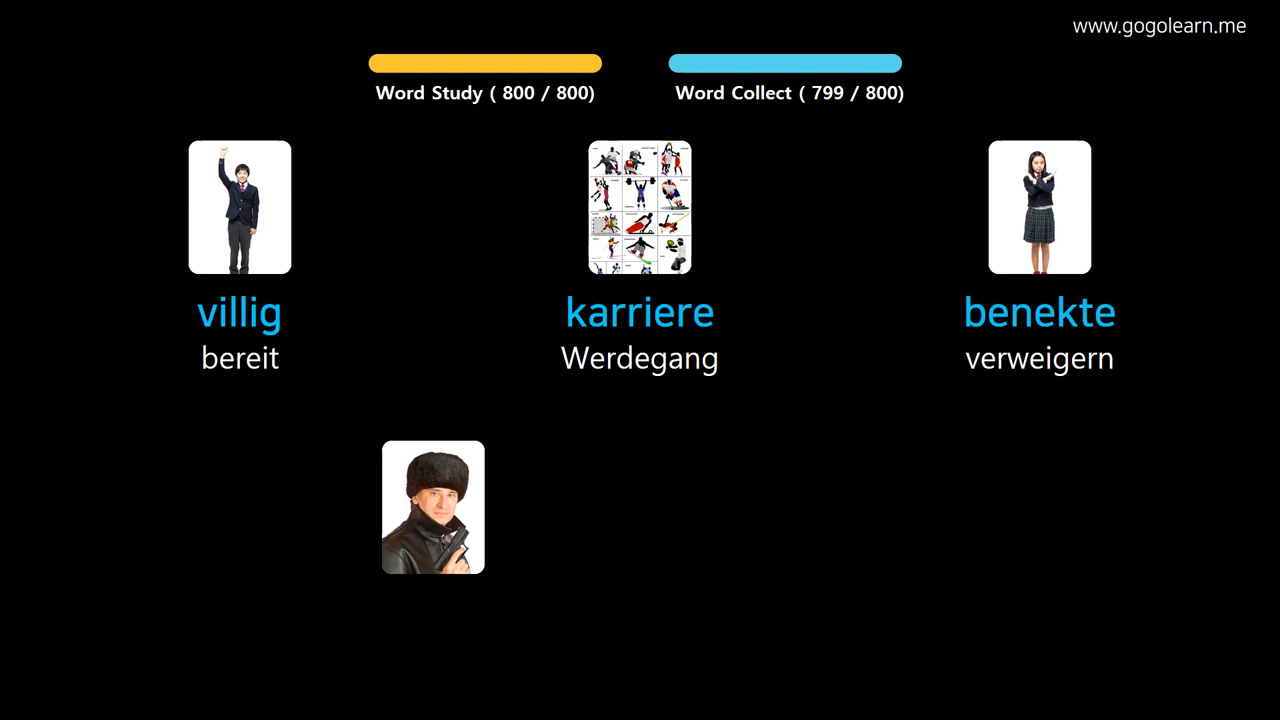 www.gogolearn.me
Word Study ( 800 / 800)
Word Collect ( 799 / 800)
villig
karriere
benekte
bereit
Werdegang
verweigern